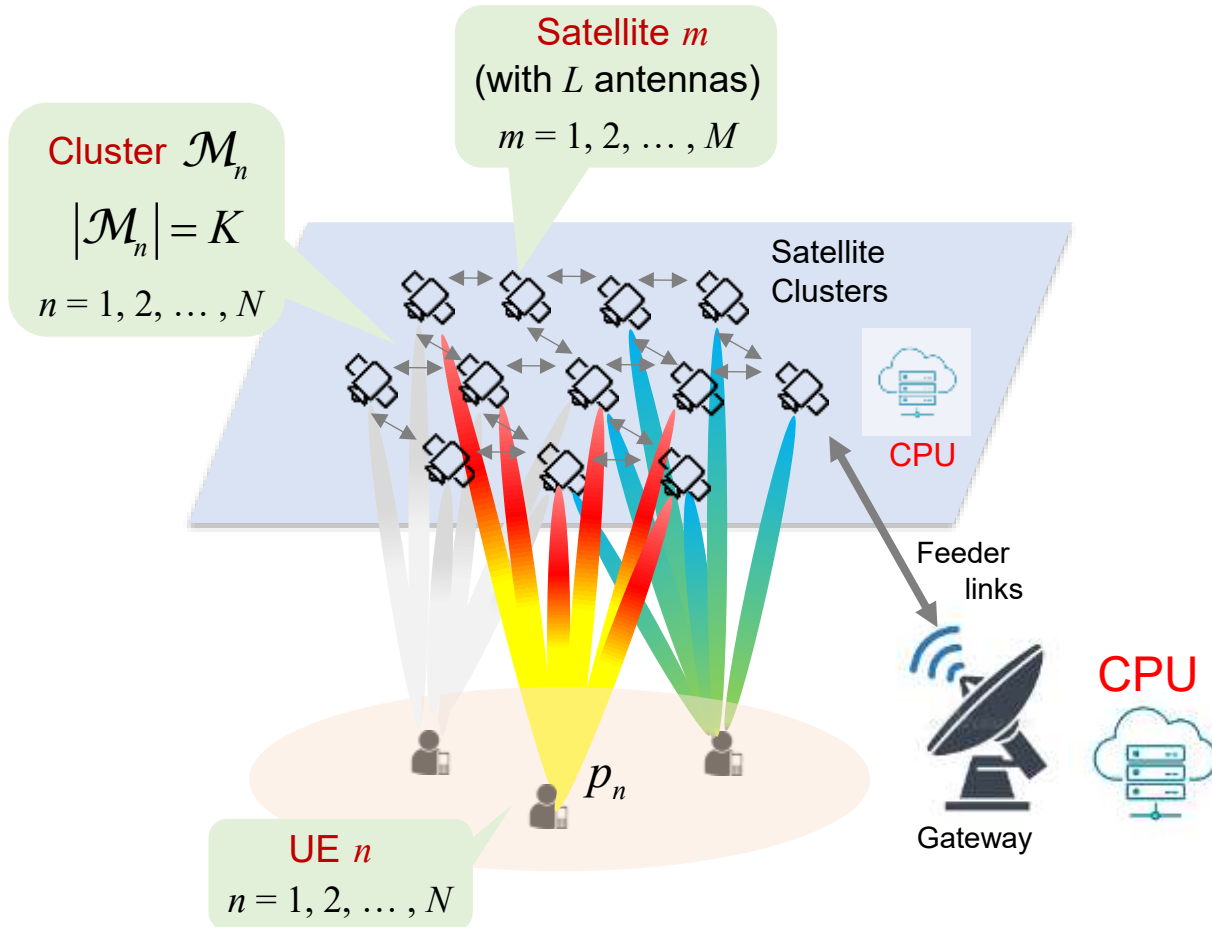 Satellite m
(with L antennas)
m = 1, 2, … , M
Cluster ℳₙ
|ℳₙ| = K
n = 1, 2, … , N
Satellite
Clusters
CPU
Feeder
links
CPU
pₙ
Gateway
UE n
n = 1, 2, … , N